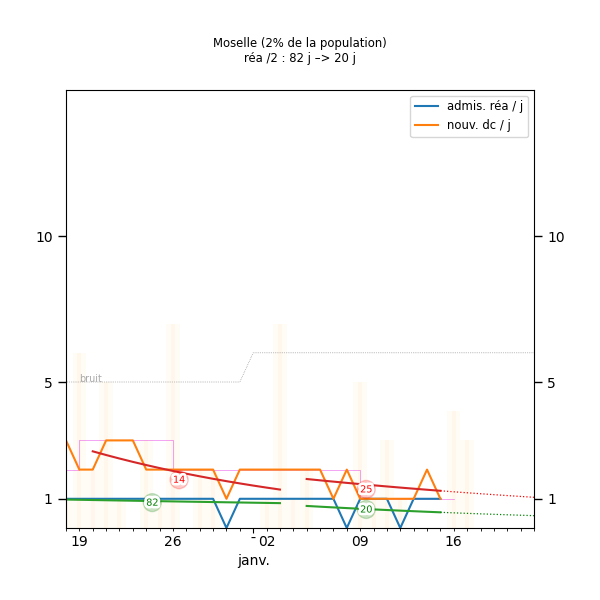 Moselle (2% de la population)
réa /2 : 82 j –> 20 j
admis. réa / j
nouv. dc / j
10
10
5
5
bruit
14
25
82
20
1
1
19
26
02
09
16
janv.